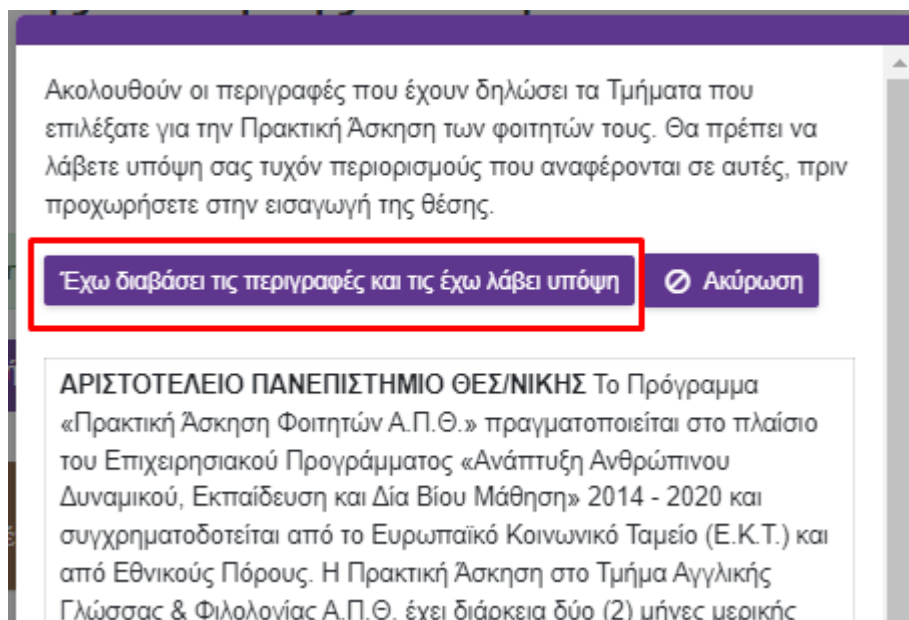 Ακολουθούν οι περιγραφές που έχουν δηλώσει τα Τμήματα που
επιλέξατε για την Πρακτική Άσκηση των φοιτητών τους. Θα πρέπει να
λάβετε υπόψη σας τυχόν περιορισμούς που αναφέρονται σε αυτές, πριν
προχωρήσετε στην εισαγωγή της θέσης.
Έχω διαβάσει τις περιγραφές και τις έχω λάβει υπόψη
Ακύρωση
ΑΡΙΣΤΟΤΕΛΕΙΟ ΠΑΝΕΠΙΣΤΗΜΙΟ ΘΕΣ/ΝΙΚΗΣ Το Πρόγραμμα
«Πρακτική Άσκηση Φοιτητών Α.Π.Θ.» πραγματοποιείται στο πλαίσιο
του Επιχειρησιακού Προγράμματος «Ανάπτυξη Ανθρώπινου
Δυναμικού, Εκπαίδευση και Δία Βίου Μάθηση» 2014 - 2020 και
συγχρηματοδοτείται από το Ευρωπαϊκό Κοινωνικό Ταμείο (Ε.Κ.Τ.) και
από Εθνικούς Πόρους. Η Πρακτική Άσκηση στο Τμήμα Αγγλικής
Γλώσσας & Φιλολογίας Α.Π.Θ. έχει διάρκεια δύο (2) μήνες μερικής